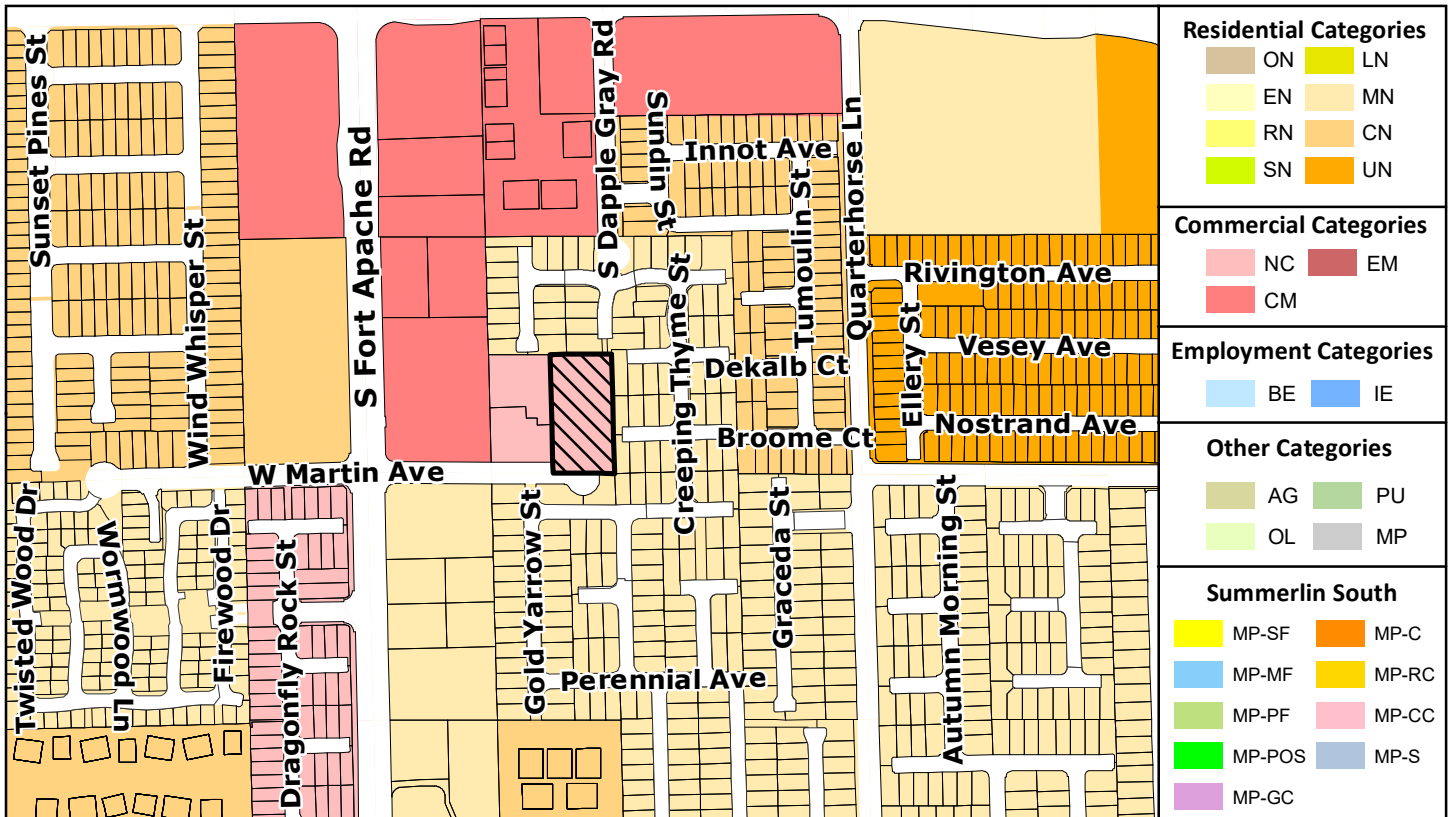 Sunset Pines St
Wind Whisper St
S Fort Apache Rd
S Dapple Gray Rd
Sundip St
Innot Ave
Tumoulin St
Quarterhorse Ln
Creeping Thyme St
Rivington Ave
Ellery St
Vesey Ave
Dekalb Ct
Nostrand Ave
Broome Ct
W Martin Ave
Twisted Wood Dr
Wormwood Ln
Firewood Dr
Dragonfly Rock St
Gold Yarrow St
Graceda St
Autumn Morning St
Perennial Ave
Residential Categories
ON LN
EN MN
RN CN
SN UN
Commercial Categories
NC EM
CM
Employment Categories
BE IE
Other Categories
AG PU
OL MP
Summerlin South
MP-SF MP-C
MP-MF MP-RC
MP-PF MP-CC
MP-POS MP-S
MP-GC